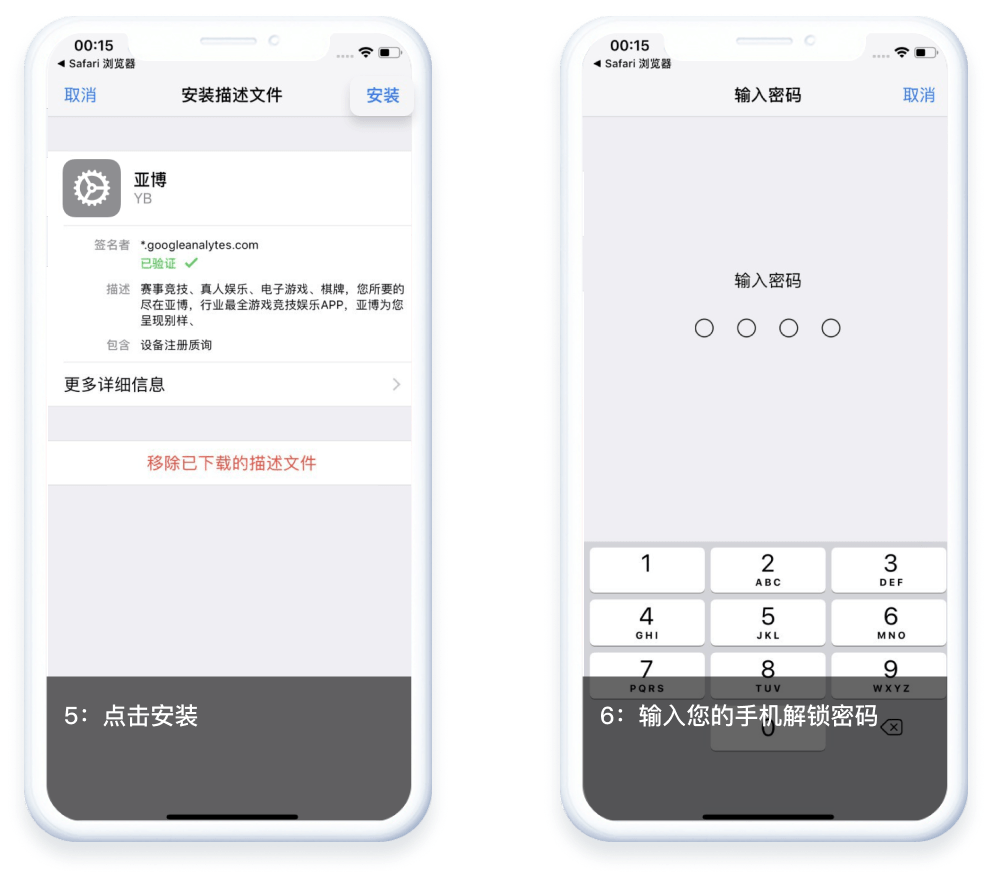 00:15
Safari 浏览器
取消
安装描述文件
安装
亚博
YB
签名者
*.googleanalytes.com
已验证
描述
赛事竞技、真人娱乐、电子游戏、棋牌，您所要的
尽在亚博，行业最全游戏竞技娱乐APP，亚博为您
呈现别样、
包含
设备注册质询
更多详细信息
移除已下载的描述文件
5：点击安装
00:15
Safari 浏览器
输入密码
取消
输入密码
1
2
ABC
3
DEF
4
GHI
5
JKL
6
MNO
7
PQRS
8
TUV
9
WXYZ
6：输入您的手机解锁密码
0